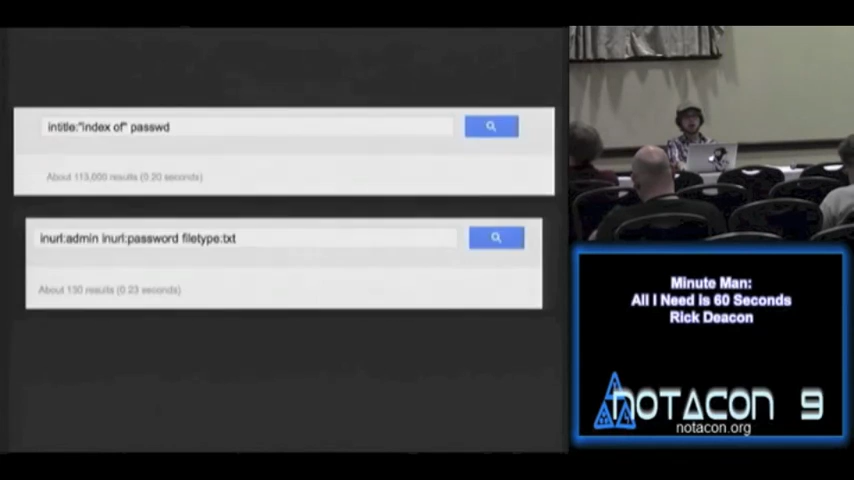 intitle:"index of" passwd
About 113,000 results (0.20 seconds)
inurl:admin inurl:password filetype:txt
About 130 results (0.23 seconds)
Minute Man:
All I Need is 60 Seconds
Rick Deacon
NOTACON 9
notacon.org